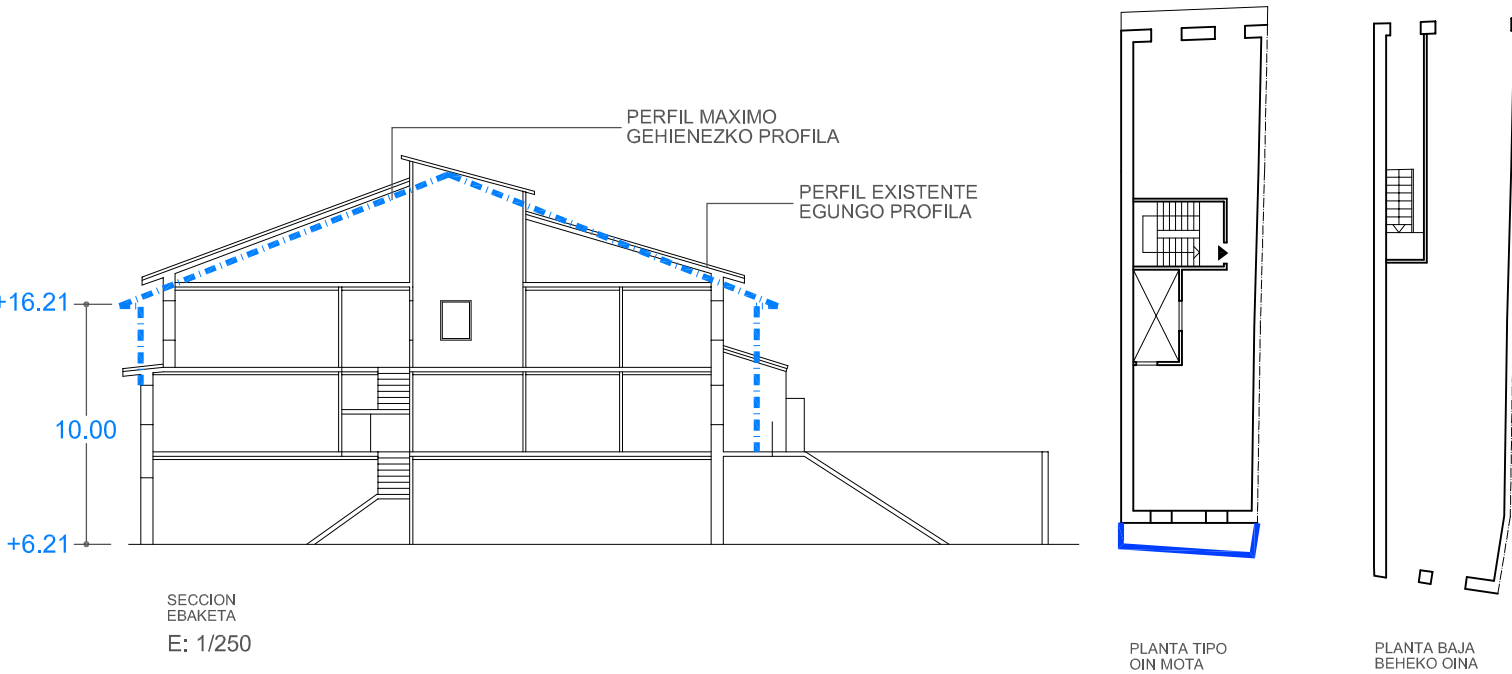 PERFIL MAXIMO
GEHIENEZKO PROFILA
PERFIL EXISTENTE
EGUNGO PROFILA
+16.21
10.00
+6.21
SECCION
EBAKETA
E: 1/250
PLANTA TIPO
OIN MOTA
PLANTA BAJA
BEHEKO OINA